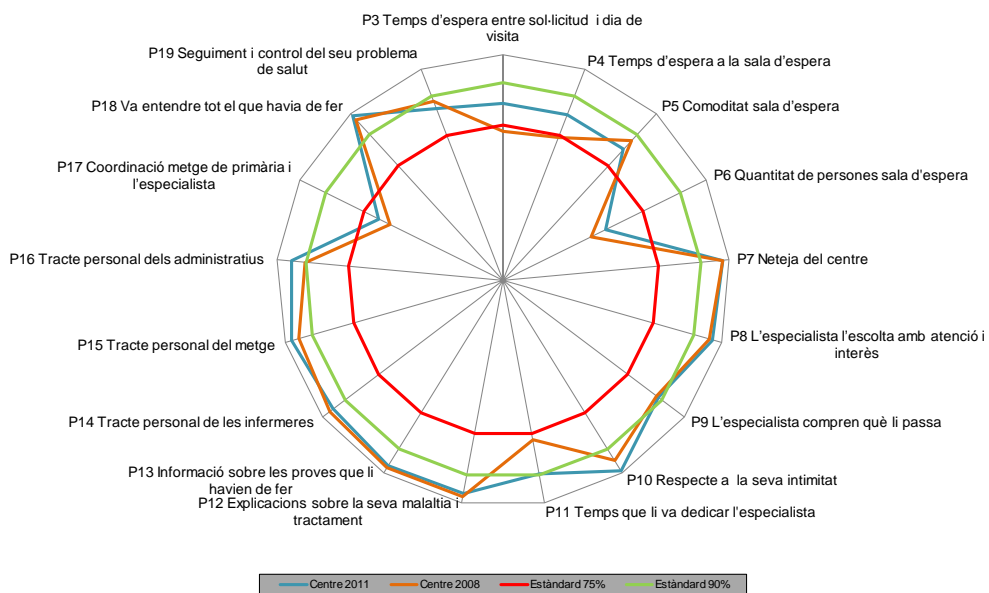 P3 Temps d'espera entre sol·licitud i dia de
visita
P4 Temps d'espera a la sala d'espera
P5 Comoditat sala d'espera
P6 Quantitat de persones sala d'espera
P7 Neteja del centre
P8 L'especialista l'escolta amb atenció i
interès
P9 L'especialista compren què li passa
P10 Respecte a la seva intimitat
P11 Temps que li va dedicar l'especialista
P12 Explicacions sobre la seva malaltia i
tractament
P13 Informació sobre les proves que li
havien de fer
P14 Tracte personal de les infermeres
P15 Tracte personal del metge
P16 Tracte personal dels administratius
P17 Coordinació metge de primària i
l'especialista
P18 Va entendre tot el que havia de fer
P19 Seguiment i control del seu problema
de salut
Centre 2011 Centre 2008 Estàndard 75% Estàndard 90%